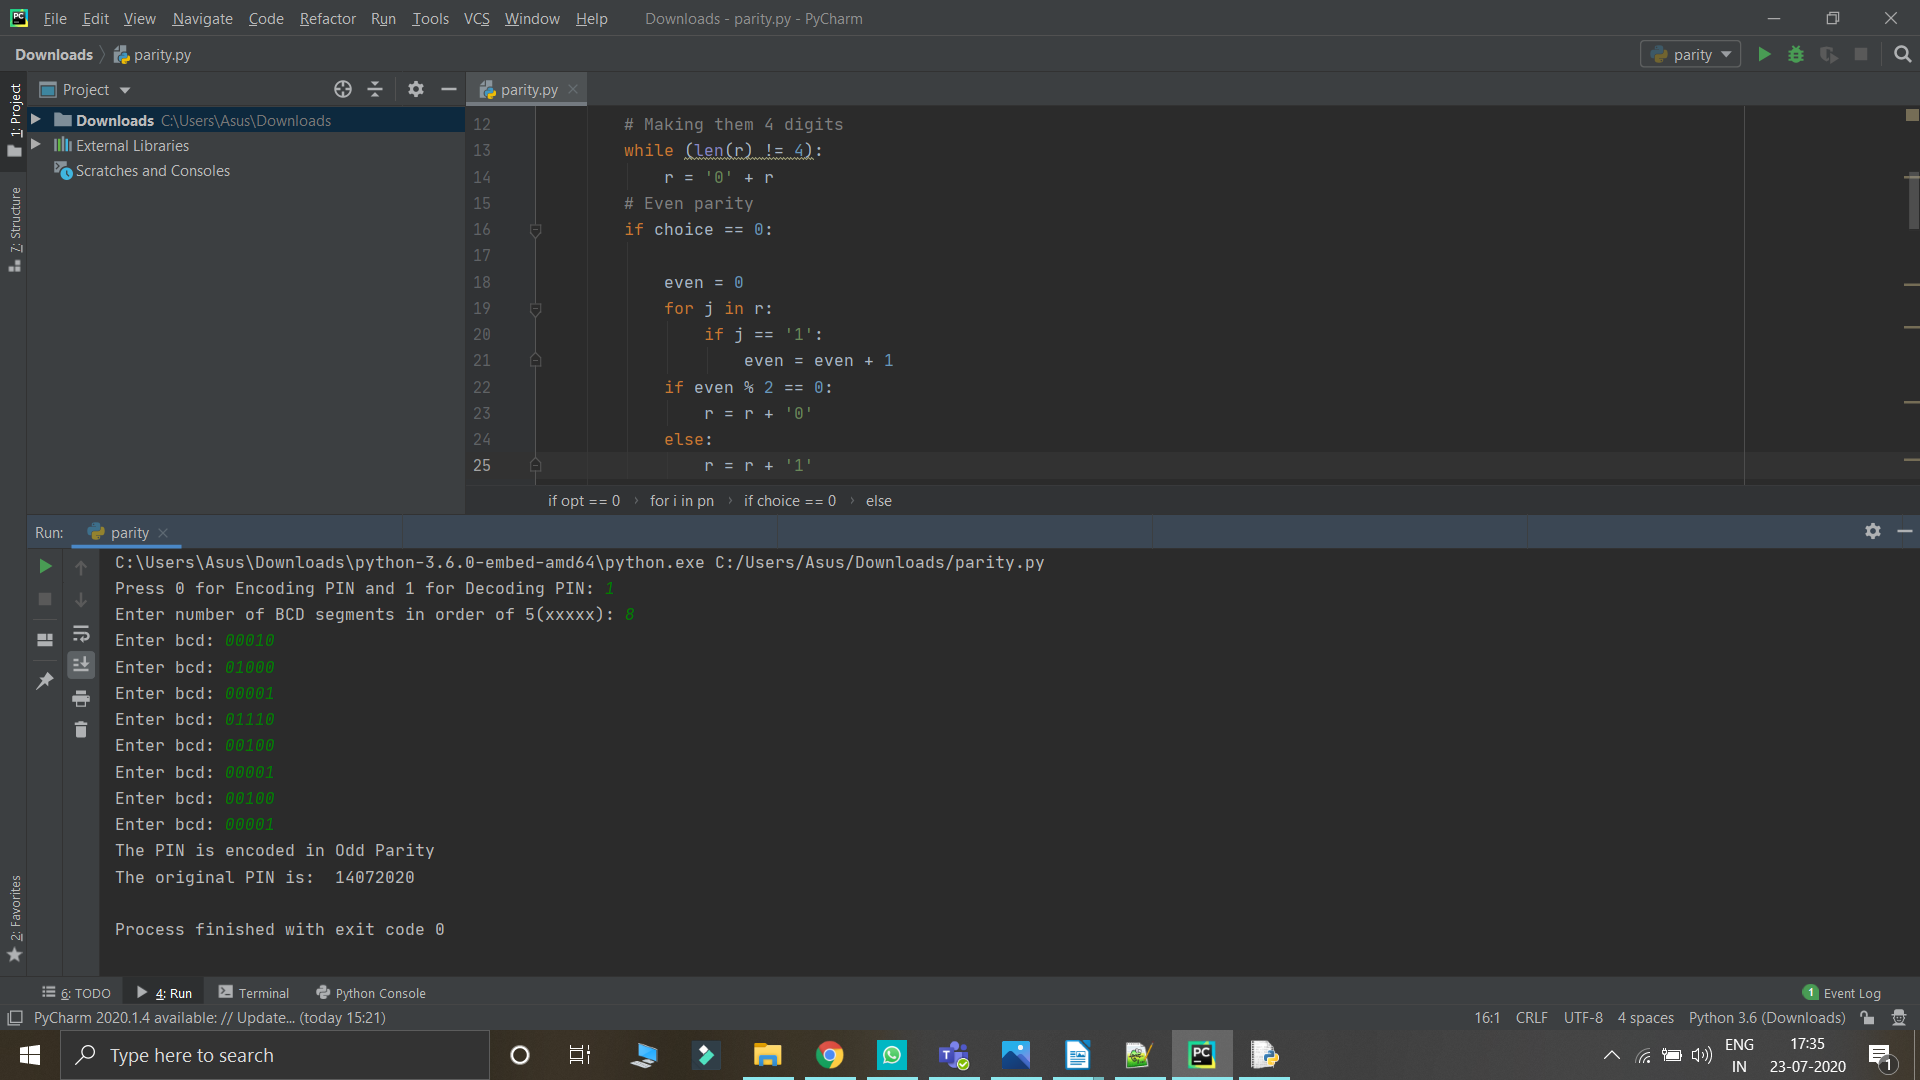 File Edit View Navigate Code Refactor Run Tools VCS Window Help Downloads - parity.py - PyCharm
Downloads parity.py parity
1: Project
7: Structure
2: Favorites
Project
Downloads C:\Users\Asus\Downloads
External Libraries
Scratches and Consoles
parity.py
12 # Making them 4 digits
13 while (len(r) != 4):
14 r = '0' + r
15 # Even parity
16 if choice == 0:
17
18 even = 0
19 for j in r:
20 if j == '1':
21 even = even + 1
22 if even % 2 == 0:
23 r = r + '0'
24 else:
25 r = r + '1'
if opt == 0 › for i in pn › if choice == 0 › else
Run: parity
C:\Users\Asus\Downloads\python-3.6.0-embed-amd64\python.exe C:/Users/Asus/Downloads/parity.py
Press 0 for Encoding PIN and 1 for Decoding PIN: 1
Enter number of BCD segments in order of 5(xxxxx): 8
Enter bcd: 00010
Enter bcd: 01000
Enter bcd: 00001
Enter bcd: 01110
Enter bcd: 00100
Enter bcd: 00001
Enter bcd: 00100
Enter bcd: 00001
The PIN is encoded in Odd Parity
The original PIN is:  14072020
Process finished with exit code 0
6: TODO 4: Run Terminal Python Console 1 Event Log
PyCharm 2020.1.4 available: // Update... (today 15:21) 16:1 CRLF UTF-8 4 spaces Python 3.6 (Downloads)
Type here to search
ENG
IN
17:35
23-07-2020
1